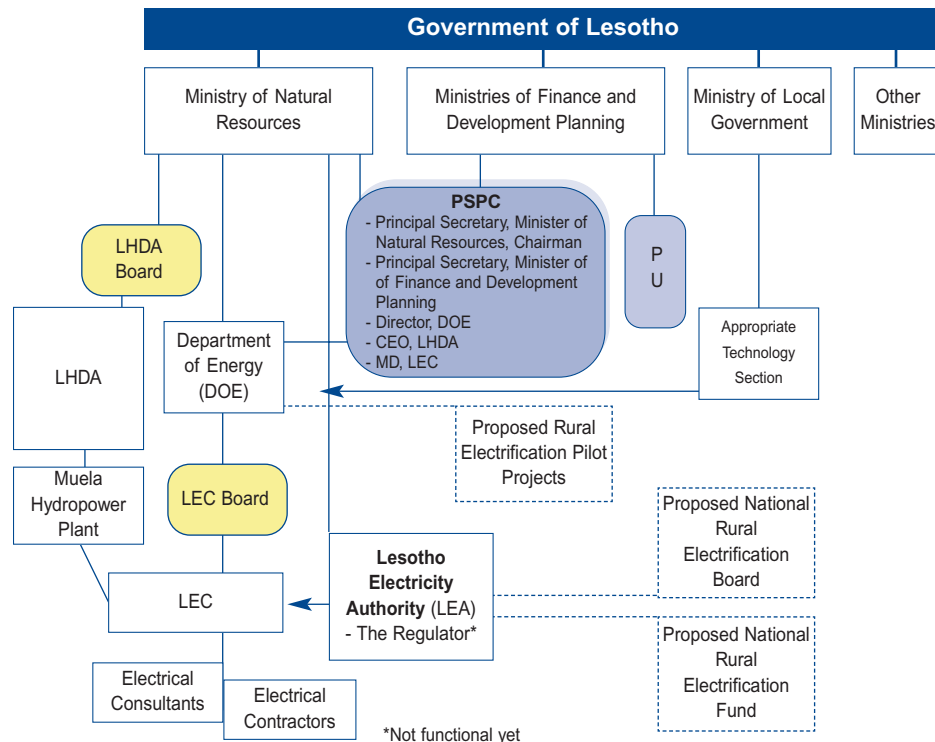 Government of Lesotho
Ministry of Natural
Resources
Ministries of Finance and
Development Planning
Ministry of Local
Government
Other
Ministries
PSPC
- Principal Secretary, Minister of
Natural Resources, Chairman
- Principal Secretary, Minister of
of Finance and Development
Planning
- Director, DOE
- CEO, LHDA
- MD, LEC
P
U
LHDA
Board
LHDA
Department
of Energy
(DOE)
Appropriate
Technology
Section
Proposed Rural
Electrification Pilot
Projects
Muela
Hydropower
Plant
LEC Board
Proposed National
Rural
Electrification
Board
Lesotho
Electricity
Authority (LEA)
- The Regulator*
LEC
Proposed National
Rural
Electrification
Fund
Electrical
Consultants
Electrical
Contractors
*Not functional yet